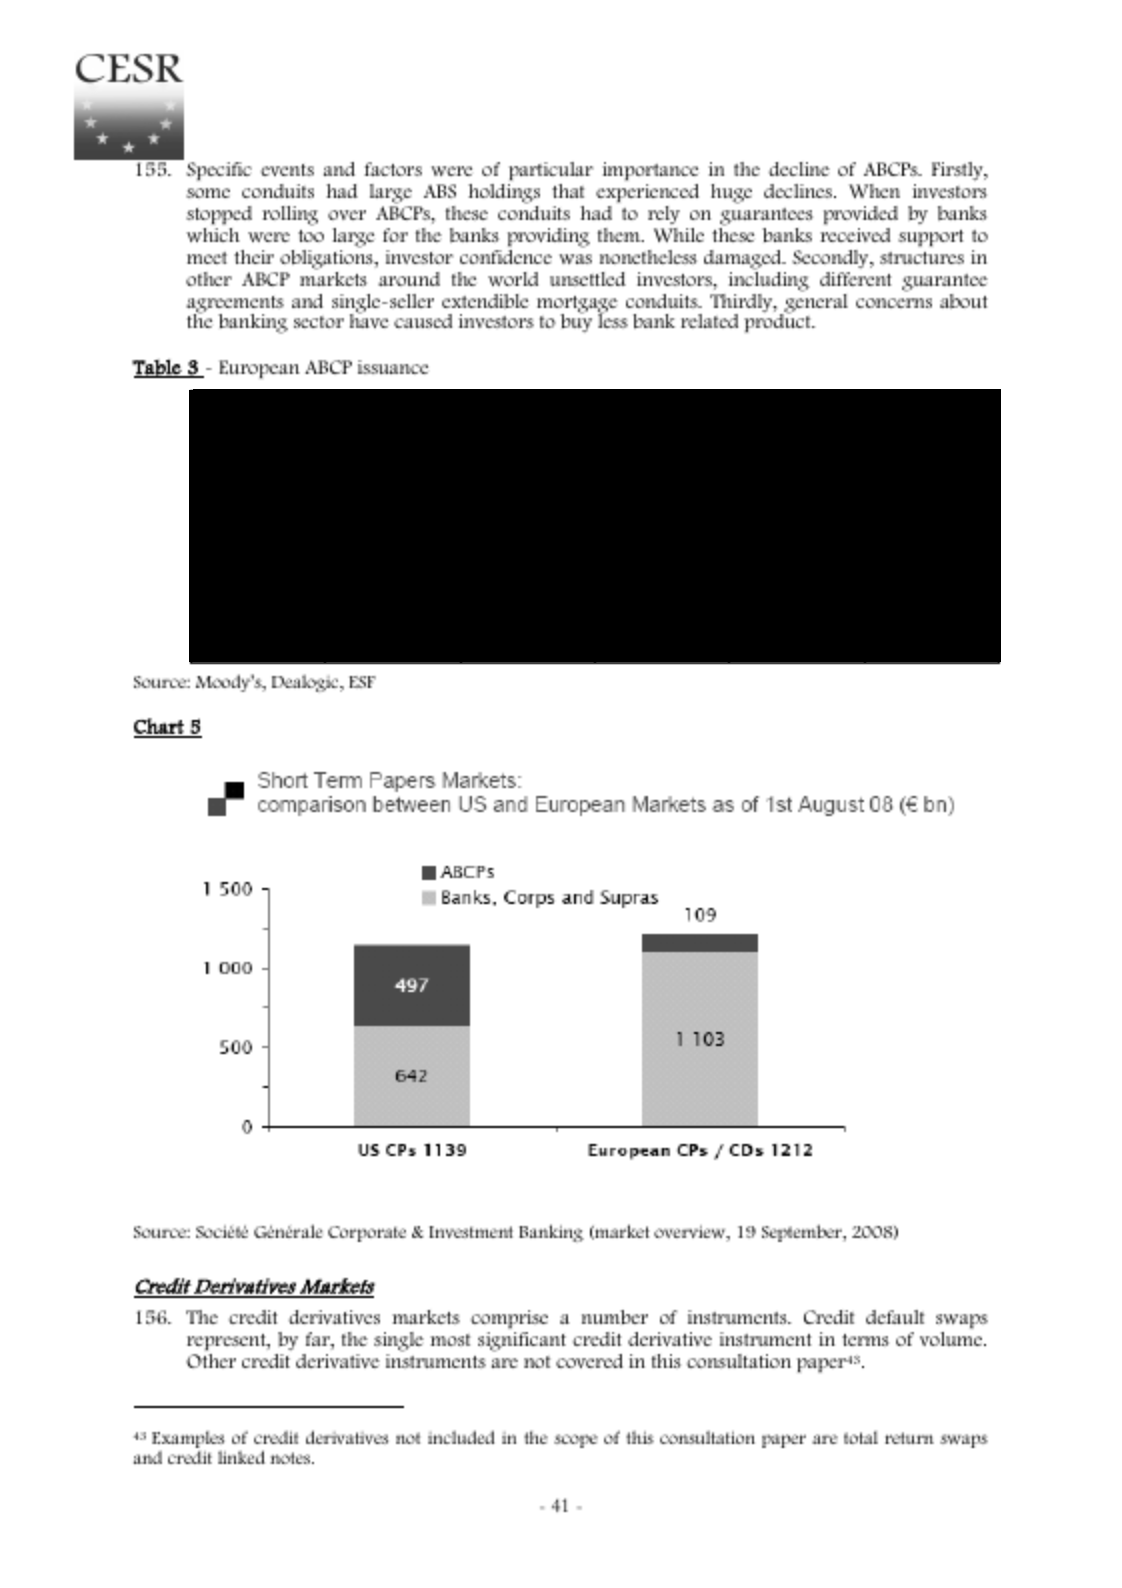 CESR
155. Specific events and factors were of particular importance in the decline of ABCPs. Firstly,
some conduits had large ABS holdings that experienced huge declines. When investors
stopped rolling over ABCPs, these conduits had to rely on guarantees provided by banks
which were too large for the banks providing them. While these banks received support to
meet their obligations, investor confidence was nonetheless damaged. Secondly, structures in
other ABCP markets around the world unsettled investors, including different guarantee
agreements and single-seller extendible mortgage conduits. Thirdly, general concerns about
the banking sector have caused investors to buy less bank related product.
Table 3 - European ABCP issuance
Source: Moody's, Dealogic, ESF
Chart 5
Short Term Papers Markets:
comparison between US and European Markets as of 1st August 08 (€ bn)
ABCPs
Banks, Corps and Supras
1 500
1 000
500
0
109
497
1 103
642
US CPs 1139
European CPs / CDs 1212
Source: Société Générale Corporate & Investment Banking (market overview, 19 September, 2008)
Credit Derivatives Markets
156. The credit derivatives markets comprise a number of instruments. Credit default swaps
represent, by far, the single most significant credit derivative instrument in terms of volume.
Other credit derivative instruments are not covered in this consultation paper⁴³.
⁴³ Examples of credit derivatives not included in the scope of this consultation paper are total return swaps
and credit linked notes.
- 41 -